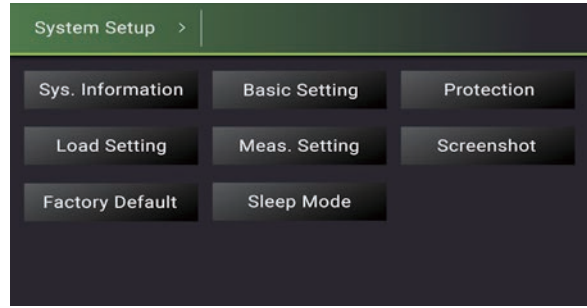 System Setup >
Sys. Information Basic Setting Protection
Load Setting Meas. Setting Screenshot
Factory Default Sleep Mode